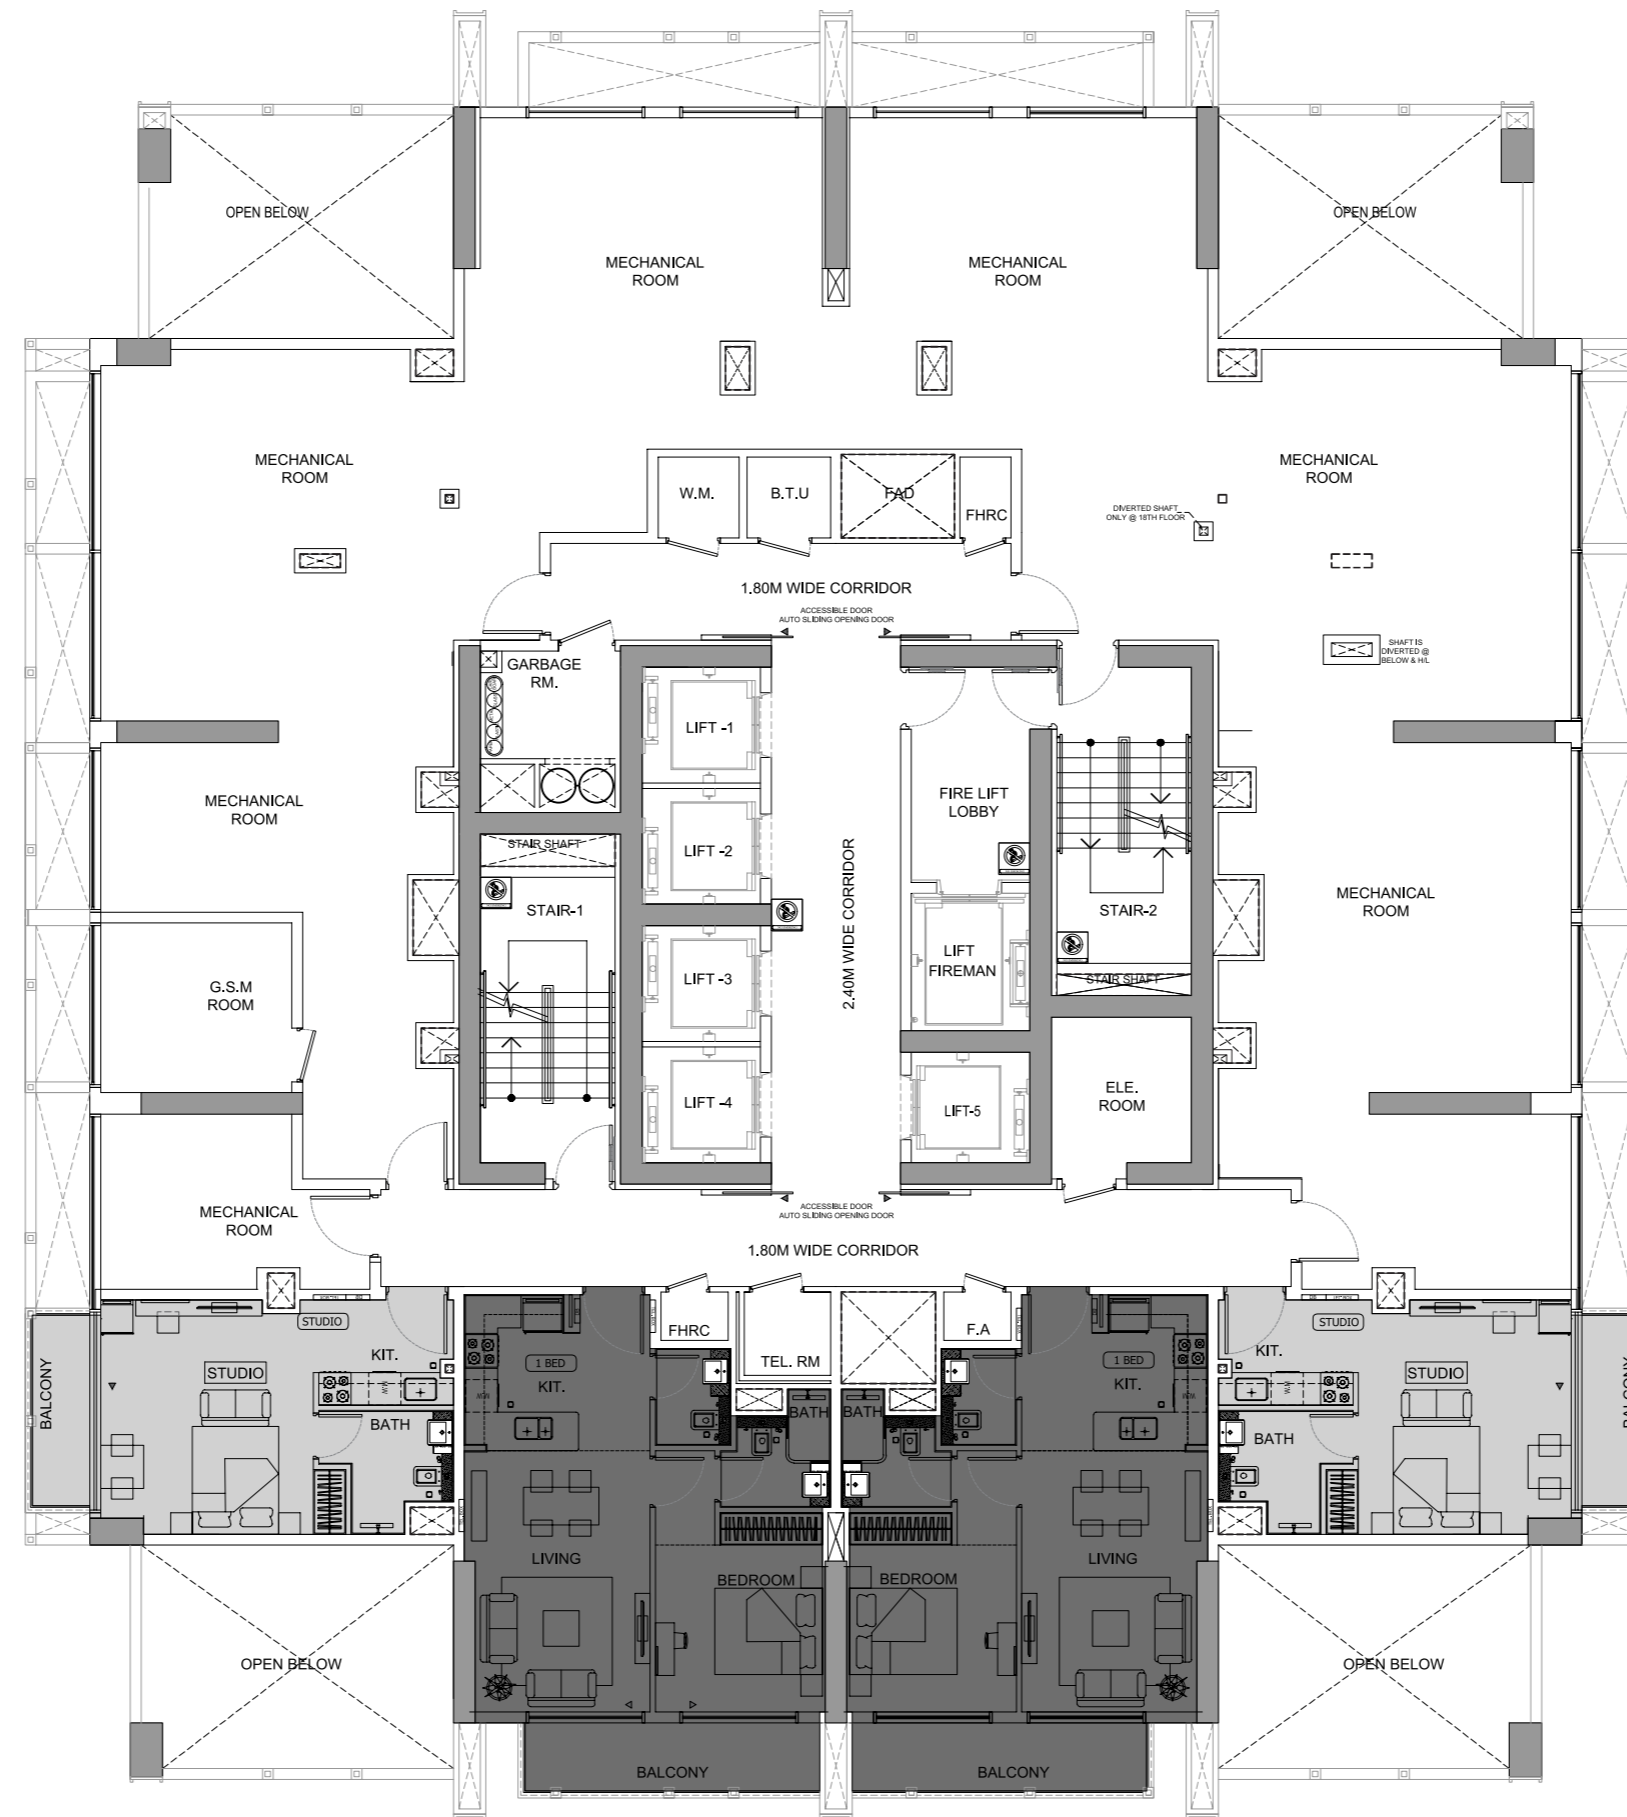 OPEN BELOW
OPEN BELOW
MECHANICAL
ROOM
MECHANICAL
ROOM
MECHANICAL
ROOM
W.M.
B.T.U
FAD
FHRC
MECHANICAL
ROOM
DIVERTED SHAFT
ONLY @ 18TH FLOOR
1.80M WIDE CORRIDOR
ACCESSIBLE DOOR
AUTO SLIDING OPENING DOOR
GARBAGE
RM.
SHAFT IS
DIVERTED @
BELOW & H/L
LIFT -1
MECHANICAL
ROOM
FIRE LIFT
LOBBY
STAIR SHAFT
LIFT -2
2.40M WIDE CORRIDOR
STAIR-1
STAIR-2
MECHANICAL
ROOM
LIFT
FIREMAN
LIFT -3
STAIR SHAFT
G.S.M
ROOM
LIFT -4
LIFT-5
ELE.
ROOM
MECHANICAL
ROOM
ACCESSIBLE DOOR
AUTO SLIDING OPENING DOOR
1.80M WIDE CORRIDOR
STUDIO
FHRC
TEL. RM
F.A
STUDIO
KIT.
1 BED
KIT.
1 BED
KIT.
KIT.
STUDIO
STUDIO
BALCONY
BATH
BATH
BATH
BATH
BALCONY
LIVING
BEDROOM
BEDROOM
LIVING
OPEN BELOW
OPEN BELOW
BALCONY
BALCONY